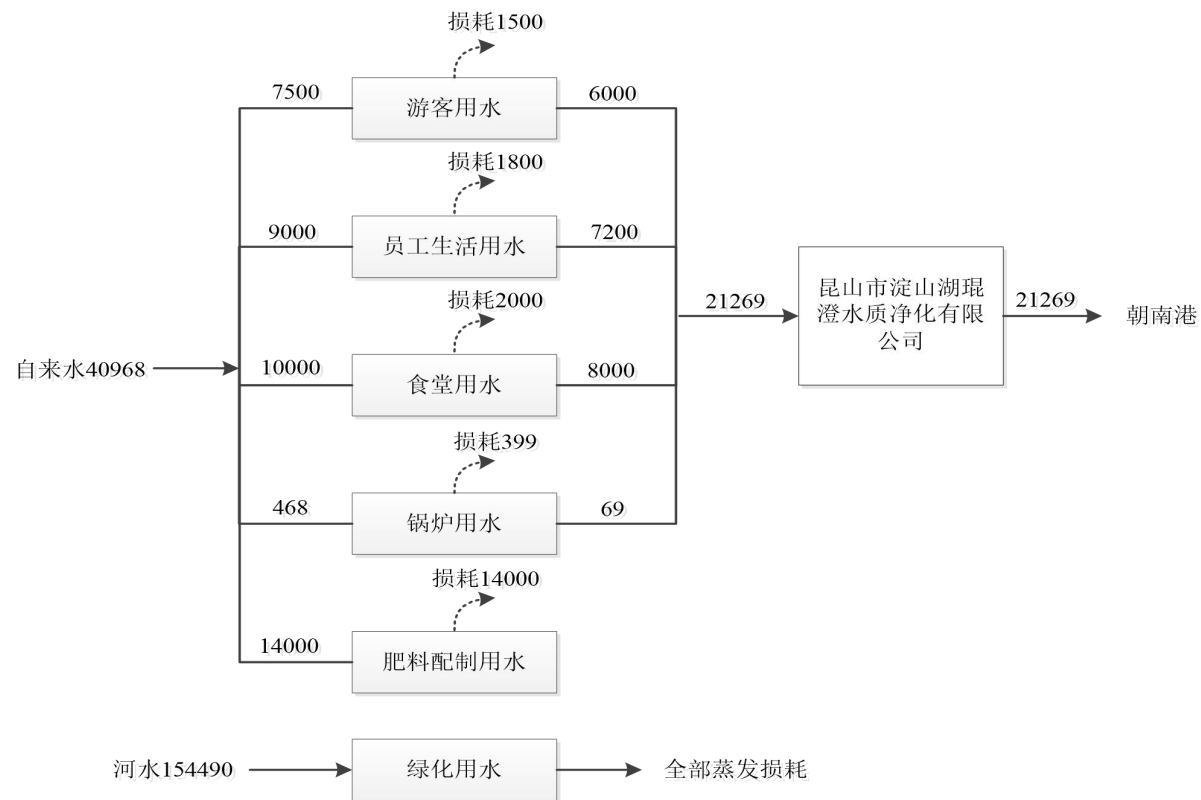 损耗1500
7500
游客用水
6000
损耗1800
9000
员工生活用水
7200
损耗2000
自来水40968
10000
食堂用水
8000
21269
昆山市淀山湖琨
澄水质净化有限
公司
21269
朝南港
损耗399
468
锅炉用水
69
损耗14000
14000
肥料配制用水
河水154490
绿化用水
全部蒸发损耗